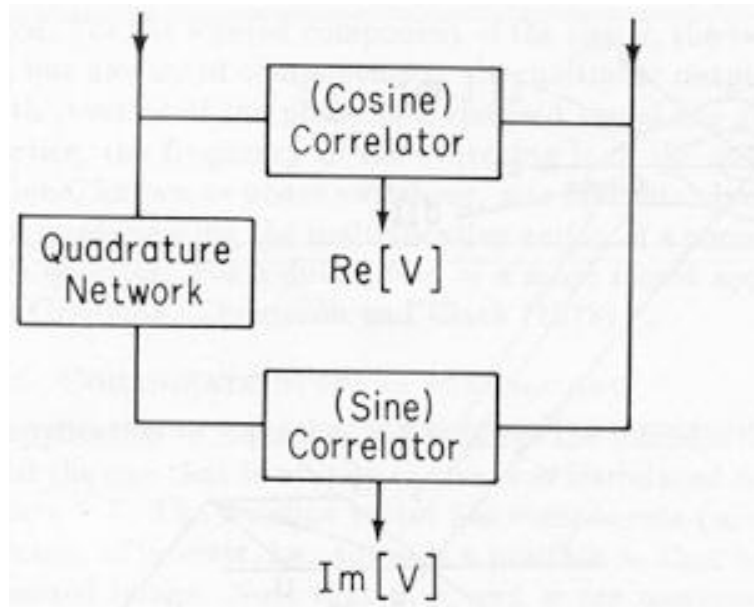 (Cosine)
Correlator
Quadrature
Network
Re[V]
(Sine)
Correlator
Im[V]